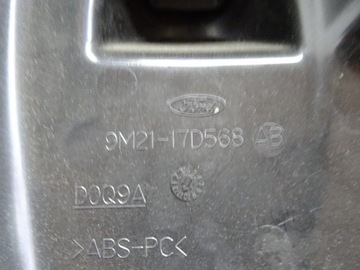 Ford
9M21-17D568 AB
D0Q9A
>ABS-PC<